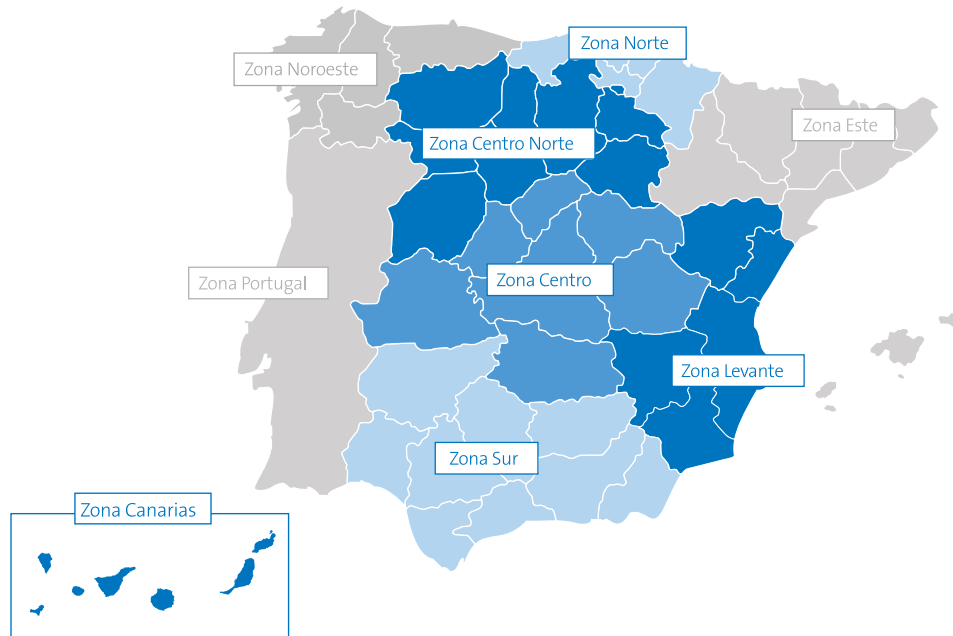 Zona Norte
Zona Noroeste
Zona Este
Zona Centro Norte
Zona Portugal
Zona Centro
Zona Levante
Zona Sur
Zona Canarias